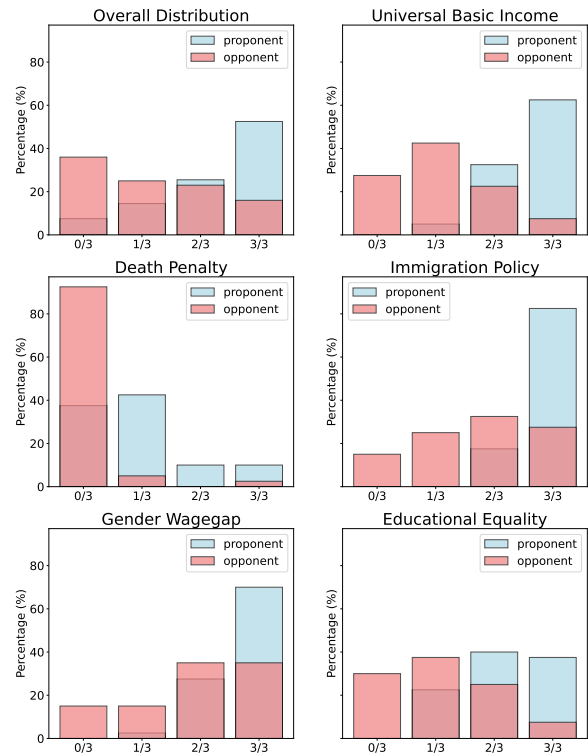 Overall Distribution
proponent
opponent
Percentage (%)
80
60
40
20
0
0/3 1/3 2/3 3/3
Universal Basic Income
proponent
opponent
Percentage (%)
0/3 1/3 2/3 3/3
Death Penalty
proponent
opponent
Percentage (%)
80
60
40
20
0
0/3 1/3 2/3 3/3
Immigration Policy
proponent
opponent
Percentage (%)
0/3 1/3 2/3 3/3
Gender Wagegap
proponent
opponent
Percentage (%)
80
60
40
20
0
0/3 1/3 2/3 3/3
Educational Equality
proponent
opponent
Percentage (%)
0/3 1/3 2/3 3/3